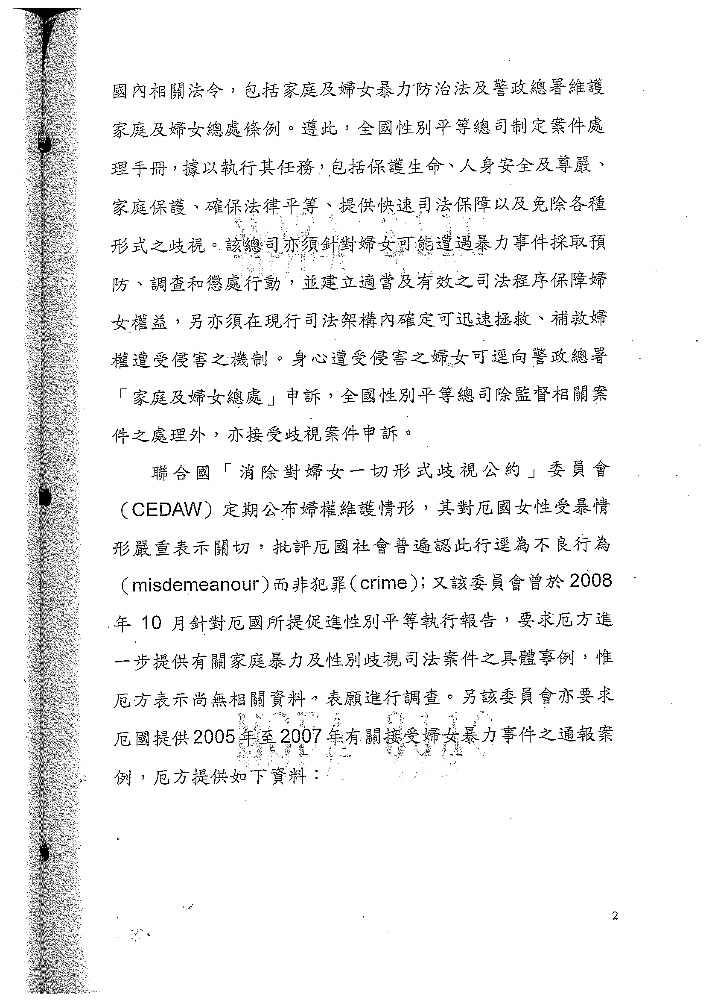 國內相關法令，包括家庭及婦女暴力防治法及警政總署維護
家庭及婦女總處條例。遵此，全國性別平等總司制定案件處
理手冊，據以執行其任務，包括保護生命、人身安全及尊嚴、
家庭保護、確保法律平等、提供快速司法保障以及免除各種
形式之歧視。該總司亦須針對婦女可能遭遇暴力事件採取預
防、調查和懲處行動，並建立適當及有效之司法程序保障婦
女權益，另亦須在現行司法架構內確定可迅速拯救、補救婦
權遭受侵害之機制。身心遭受侵害之婦女可逕向警政總署
「家庭及婦女總處」申訴，全國性別平等總司除監督相關案
件之處理外，亦接受歧視案件申訴。
聯合國「消除對婦女一切形式歧視公約」委員會
（CEDAW）定期公布婦權維護情形，其對厄國女性受暴情
形嚴重表示關切，批評厄國社會普遍認此行逕為不良行為
（misdemeanour）而非犯罪（crime）；又該委員會曾於 2008
年 10 月針對厄國所提促進性別平等執行報告，要求厄方進
一步提供有關家庭暴力及性別歧視司法案件之具體事例，惟
厄方表示尚無相關資料，表願進行調查。另該委員會亦要求
厄國提供 2005 年至 2007 年有關接受婦女暴力事件之通報案
例，厄方提供如下資料：
2